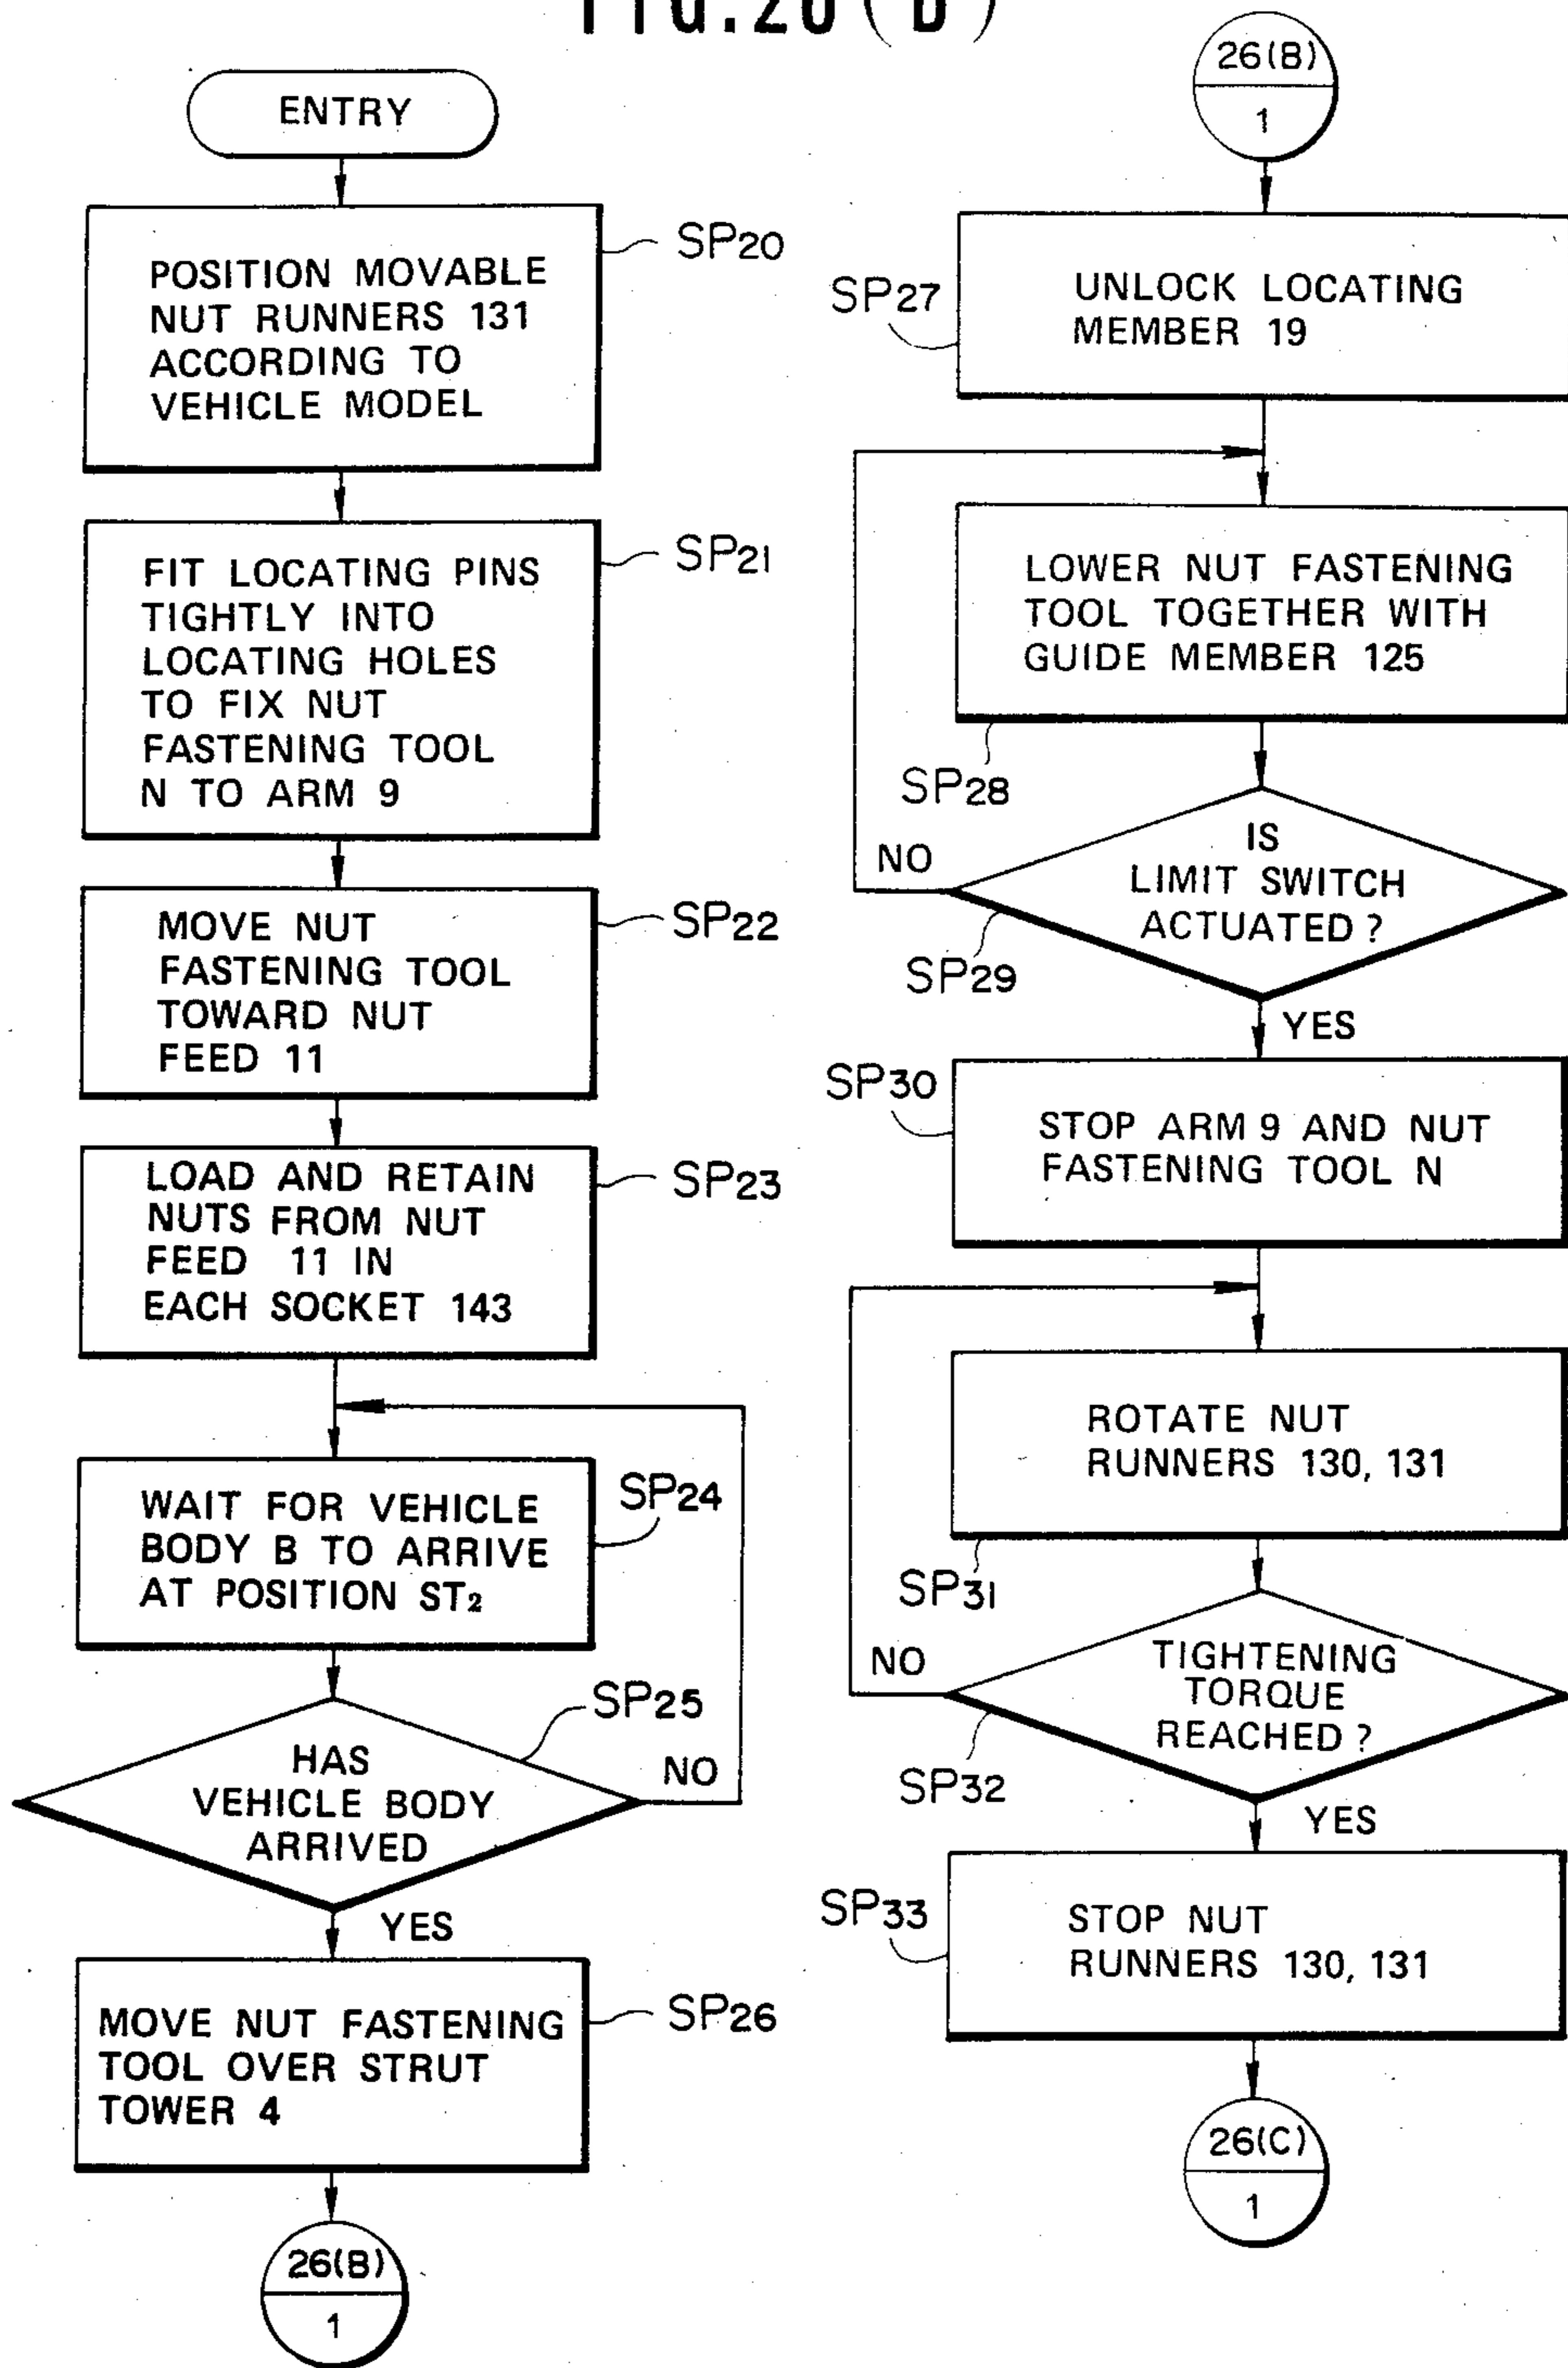 FIG.26(B)
ENTRY
POSITION MOVABLE
NUT RUNNERS 131
ACCORDING TO
VEHICLE MODEL
SP20
FIT LOCATING PINS
TIGHTLY INTO
LOCATING HOLES
TO FIX NUT
FASTENING TOOL
N TO ARM 9
SP21
MOVE NUT
FASTENING TOOL
TOWARD NUT
FEED 11
SP22
LOAD AND RETAIN
NUTS FROM NUT
FEED 11 IN
EACH SOCKET 143
SP23
WAIT FOR VEHICLE
BODY B TO ARRIVE
AT POSITION ST2
SP24
HAS
VEHICLE BODY
ARRIVED
SP25
NO
YES
MOVE NUT FASTENING
TOOL OVER STRUT
TOWER 4
SP26
26(B)
1
26(B)
1
UNLOCK LOCATING
MEMBER 19
SP27
LOWER NUT FASTENING
TOOL TOGETHER WITH
GUIDE MEMBER 125
SP28
IS
LIMIT SWITCH
ACTUATED ?
NO
SP29
YES
SP30
STOP ARM 9 AND NUT
FASTENING TOOL N
ROTATE NUT
RUNNERS 130, 131
SP31
TIGHTENING
TORQUE
REACHED ?
NO
SP32
YES
SP33
STOP NUT
RUNNERS 130, 131
26(C)
1